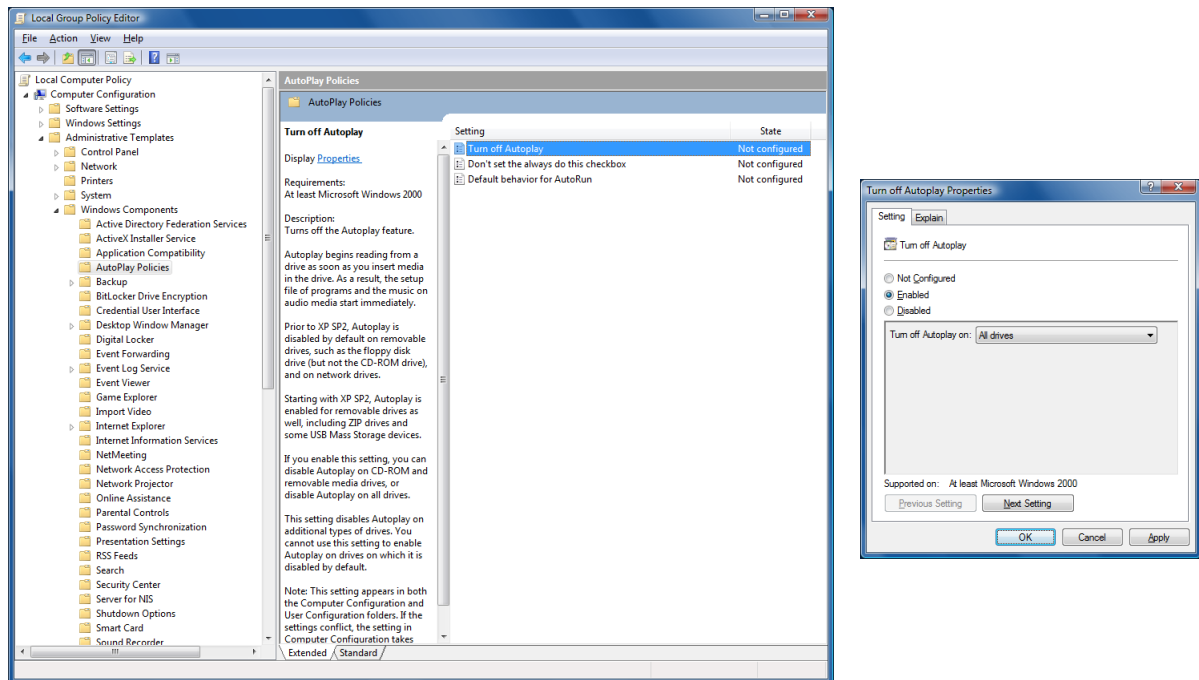 Local Group Policy Editor
File Action View Help
Local Computer Policy
Computer Configuration
Software Settings
Windows Settings
Administrative Templates
Control Panel
Network
Printers
System
Windows Components
Active Directory Federation Services
ActiveX Installer Service
Application Compatibility
AutoPlay Policies
Backup
BitLocker Drive Encryption
Credential User Interface
Desktop Window Manager
Digital Locker
Event Forwarding
Event Log Service
Event Viewer
Game Explorer
Import Video
Internet Explorer
Internet Information Services
NetMeeting
Network Access Protection
Network Projector
Online Assistance
Parental Controls
Password Synchronization
Presentation Settings
RSS Feeds
Search
Security Center
Server for NIS
Shutdown Options
Smart Card
Sound Recorder
AutoPlay Policies
AutoPlay Policies
Turn off Autoplay
Display Properties
Requirements:
At least Microsoft Windows 2000
Description:
Turns off the Autoplay feature.
Autoplay begins reading from a
drive as soon as you insert media
in the drive. As a result, the setup
file of programs and the music on
audio media start immediately.
Prior to XP SP2, Autoplay is
disabled by default on removable
drives, such as the floppy disk
drive (but not the CD-ROM drive),
and on network drives.
Starting with XP SP2, Autoplay is
enabled for removable drives as
well, including ZIP drives and
some USB Mass Storage devices.
If you enable this setting, you can
disable Autoplay on CD-ROM and
removable media drives, or
disable Autoplay on all drives.
This setting disables Autoplay on
additional types of drives. You
cannot use this setting to enable
Autoplay on drives on which it is
disabled by default.
Note: This setting appears in both
the Computer Configuration and
User Configuration folders. If the
settings conflict, the setting in
Computer Configuration takes
Setting State
Turn off Autoplay Not configured
Don't set the always do this checkbox Not configured
Default behavior for AutoRun Not configured
Extended Standard
Turn off Autoplay Properties
Setting Explain
Turn off Autoplay
Not Configured
Enabled
Disabled
Turn off Autoplay on: All drives
Supported on: At least Microsoft Windows 2000
Previous Setting Next Setting
OK Cancel Apply